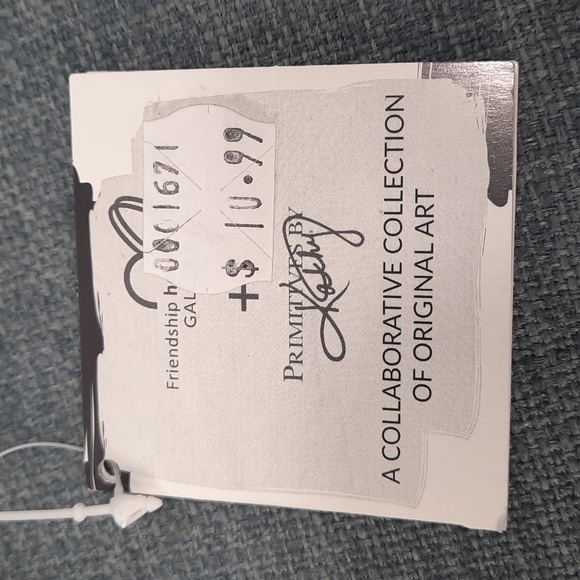 0001671
$ 10.99
Friendship h
GAL
+
PRIMITIVES BY
Kathy
A COLLABORATIVE COLLECTION
OF ORIGINAL ART